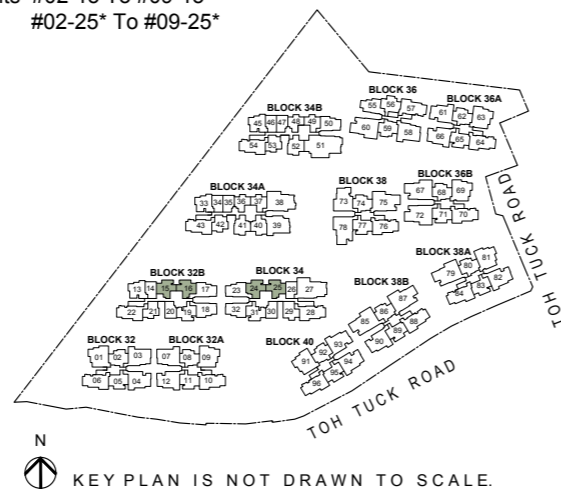 #02-25* To #09-25*
BLOCK 36
55 56 57
BLOCK 36A
61 62 63
BLOCK 34B
45 46 47 48 49 50
60 59 58
66 65 64
54 53 52 51
BLOCK 34A
33 34 35 36 37 38
BLOCK 38
73 74 75
BLOCK 36B
67 68 69
43 42 41 40 39
78 77 76
72 71 70
TOH TUCK ROAD
BLOCK 38A
79 80 81
BLOCK 32B
13 14 15 16 17
BLOCK 34
23 24 25 26 27
BLOCK 38B
85 86 87
84 83 82
22 21 20 19 18
32 31 30 29 28
90 89 88
BLOCK 32
01 02 03
BLOCK 32A
07 08 09
BLOCK 40
91 92 93
06 05 04
12 11 10
96 95 94
TOH TUCK ROAD
N
KEY PLAN IS NOT DRAWN TO SCALE.